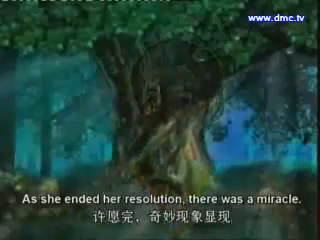 www.dmc.tv
As she ended her resolution, there was a miracle.
许愿完，奇妙现象显现